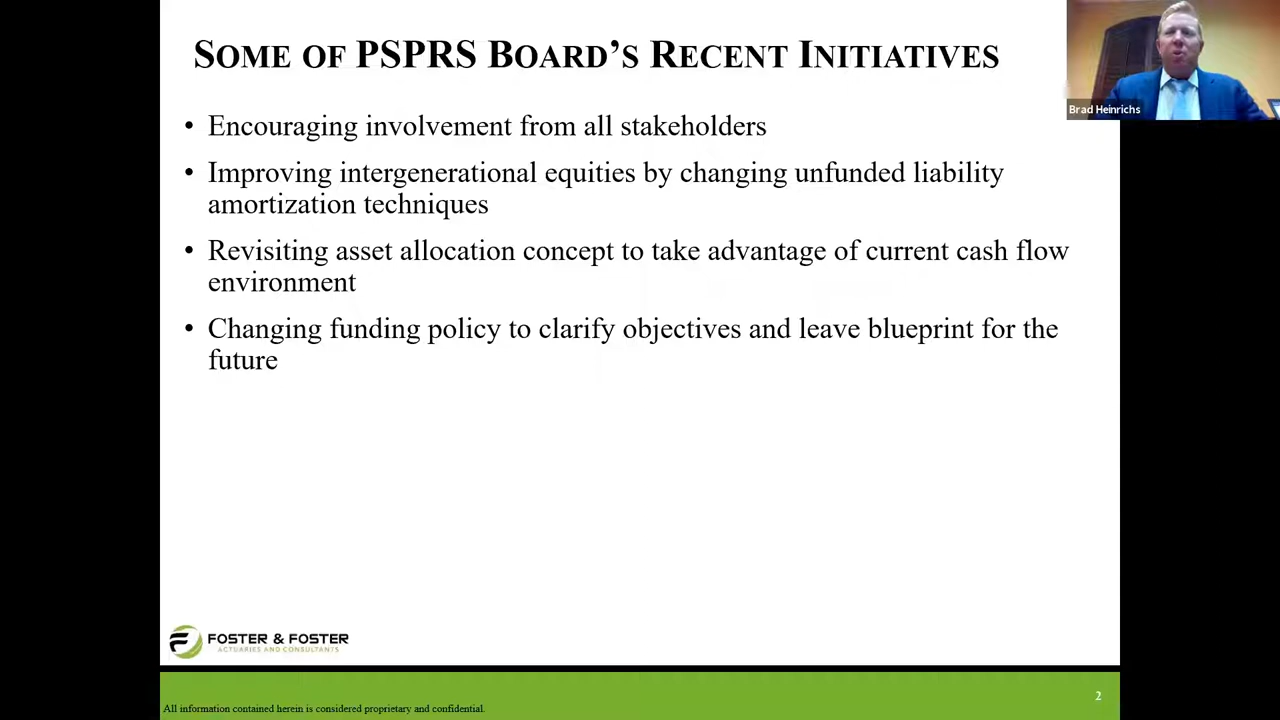 SOME OF PSPRS BOARD'S RECENT INITIATIVES
Brad Heinrichs
• Encouraging involvement from all stakeholders
• Improving intergenerational equities by changing unfunded liability
amortization techniques
• Revisiting asset allocation concept to take advantage of current cash flow
environment
• Changing funding policy to clarify objectives and leave blueprint for the
future
FOSTER & FOSTER
ACTUARIES AND CONSULTANTS
2
All information contained herein is considered proprietary and confidential.